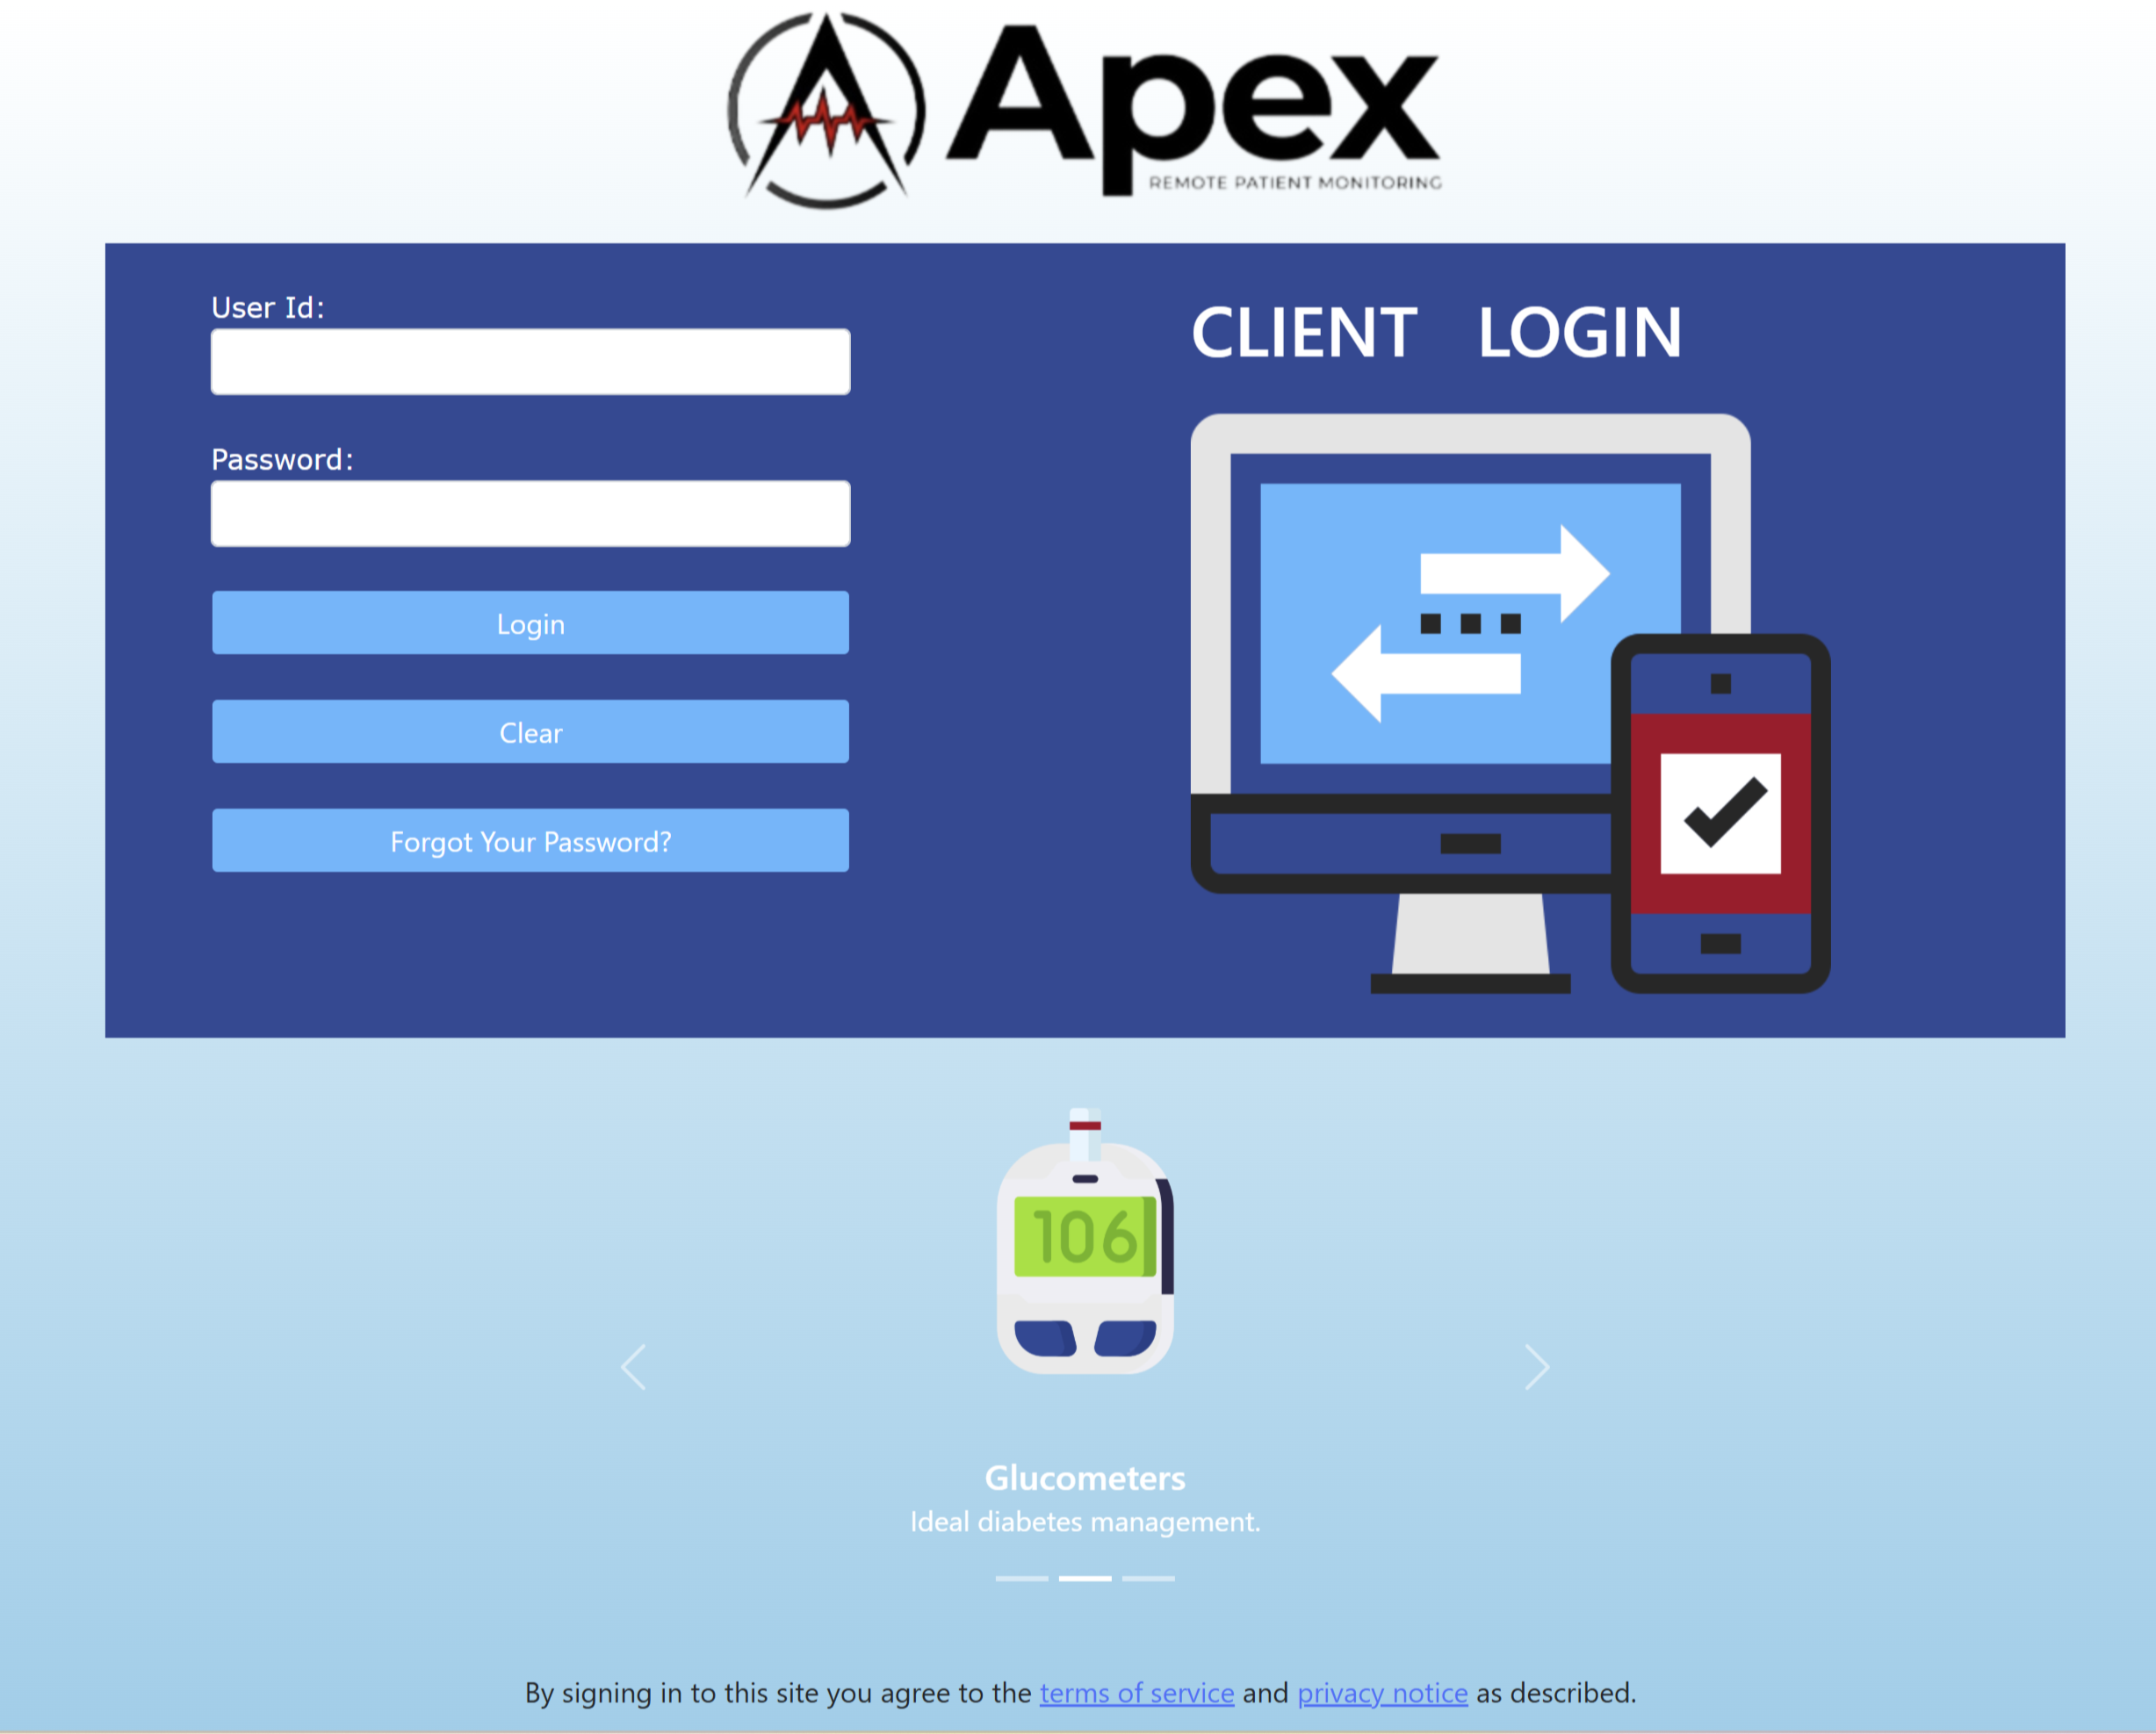 Apex
REMOTE PATIENT MONITORING
User Id:
Password:
Login
Clear
Forgot Your Password?
CLIENT LOGIN
106
Glucometers
Ideal diabetes management.
By signing in to this site you agree to the terms of service and privacy notice as described.